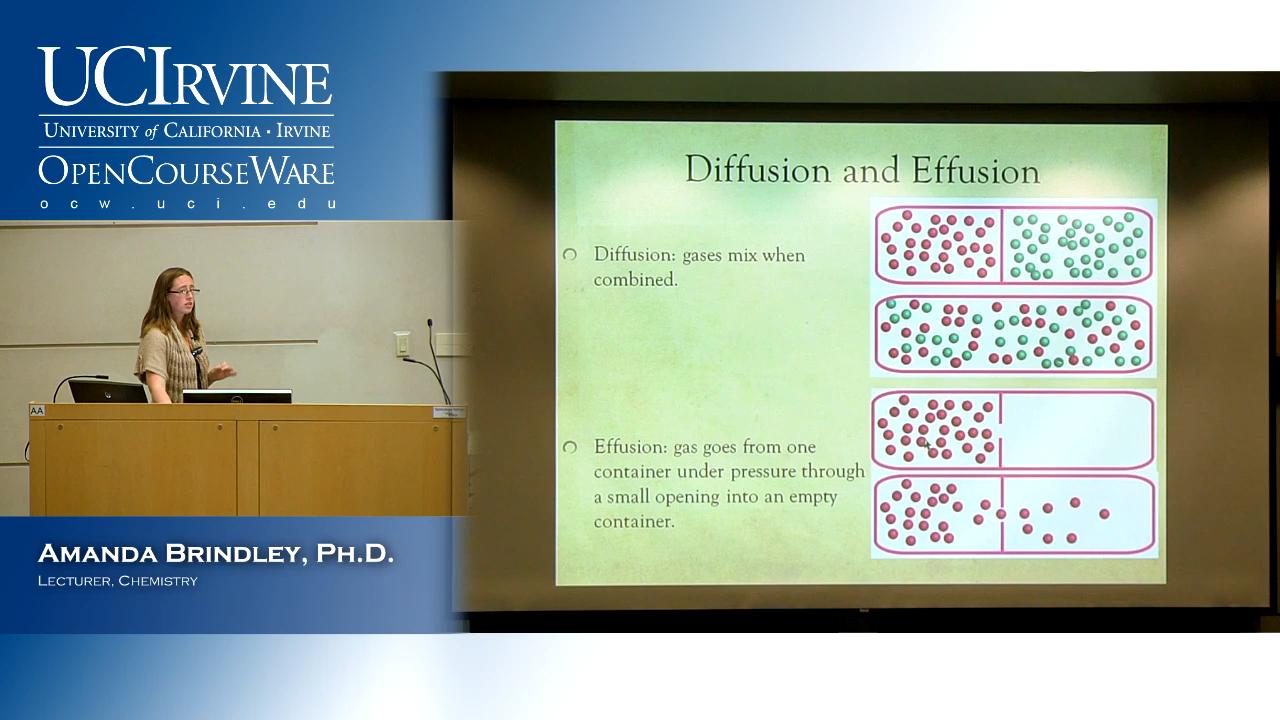 UCIRVINE
UNIVERSITY of CALIFORNIA · IRVINE
OPENCOURSEWARE
ocw.uci.edu
AA
DELL
AMANDA BRINDLEY, PH.D.
LECTURER, CHEMISTRY
Diffusion and Effusion
Diffusion: gases mix when
combined.
Effusion: gas goes from one
container under pressure through
a small opening into an empty
container.